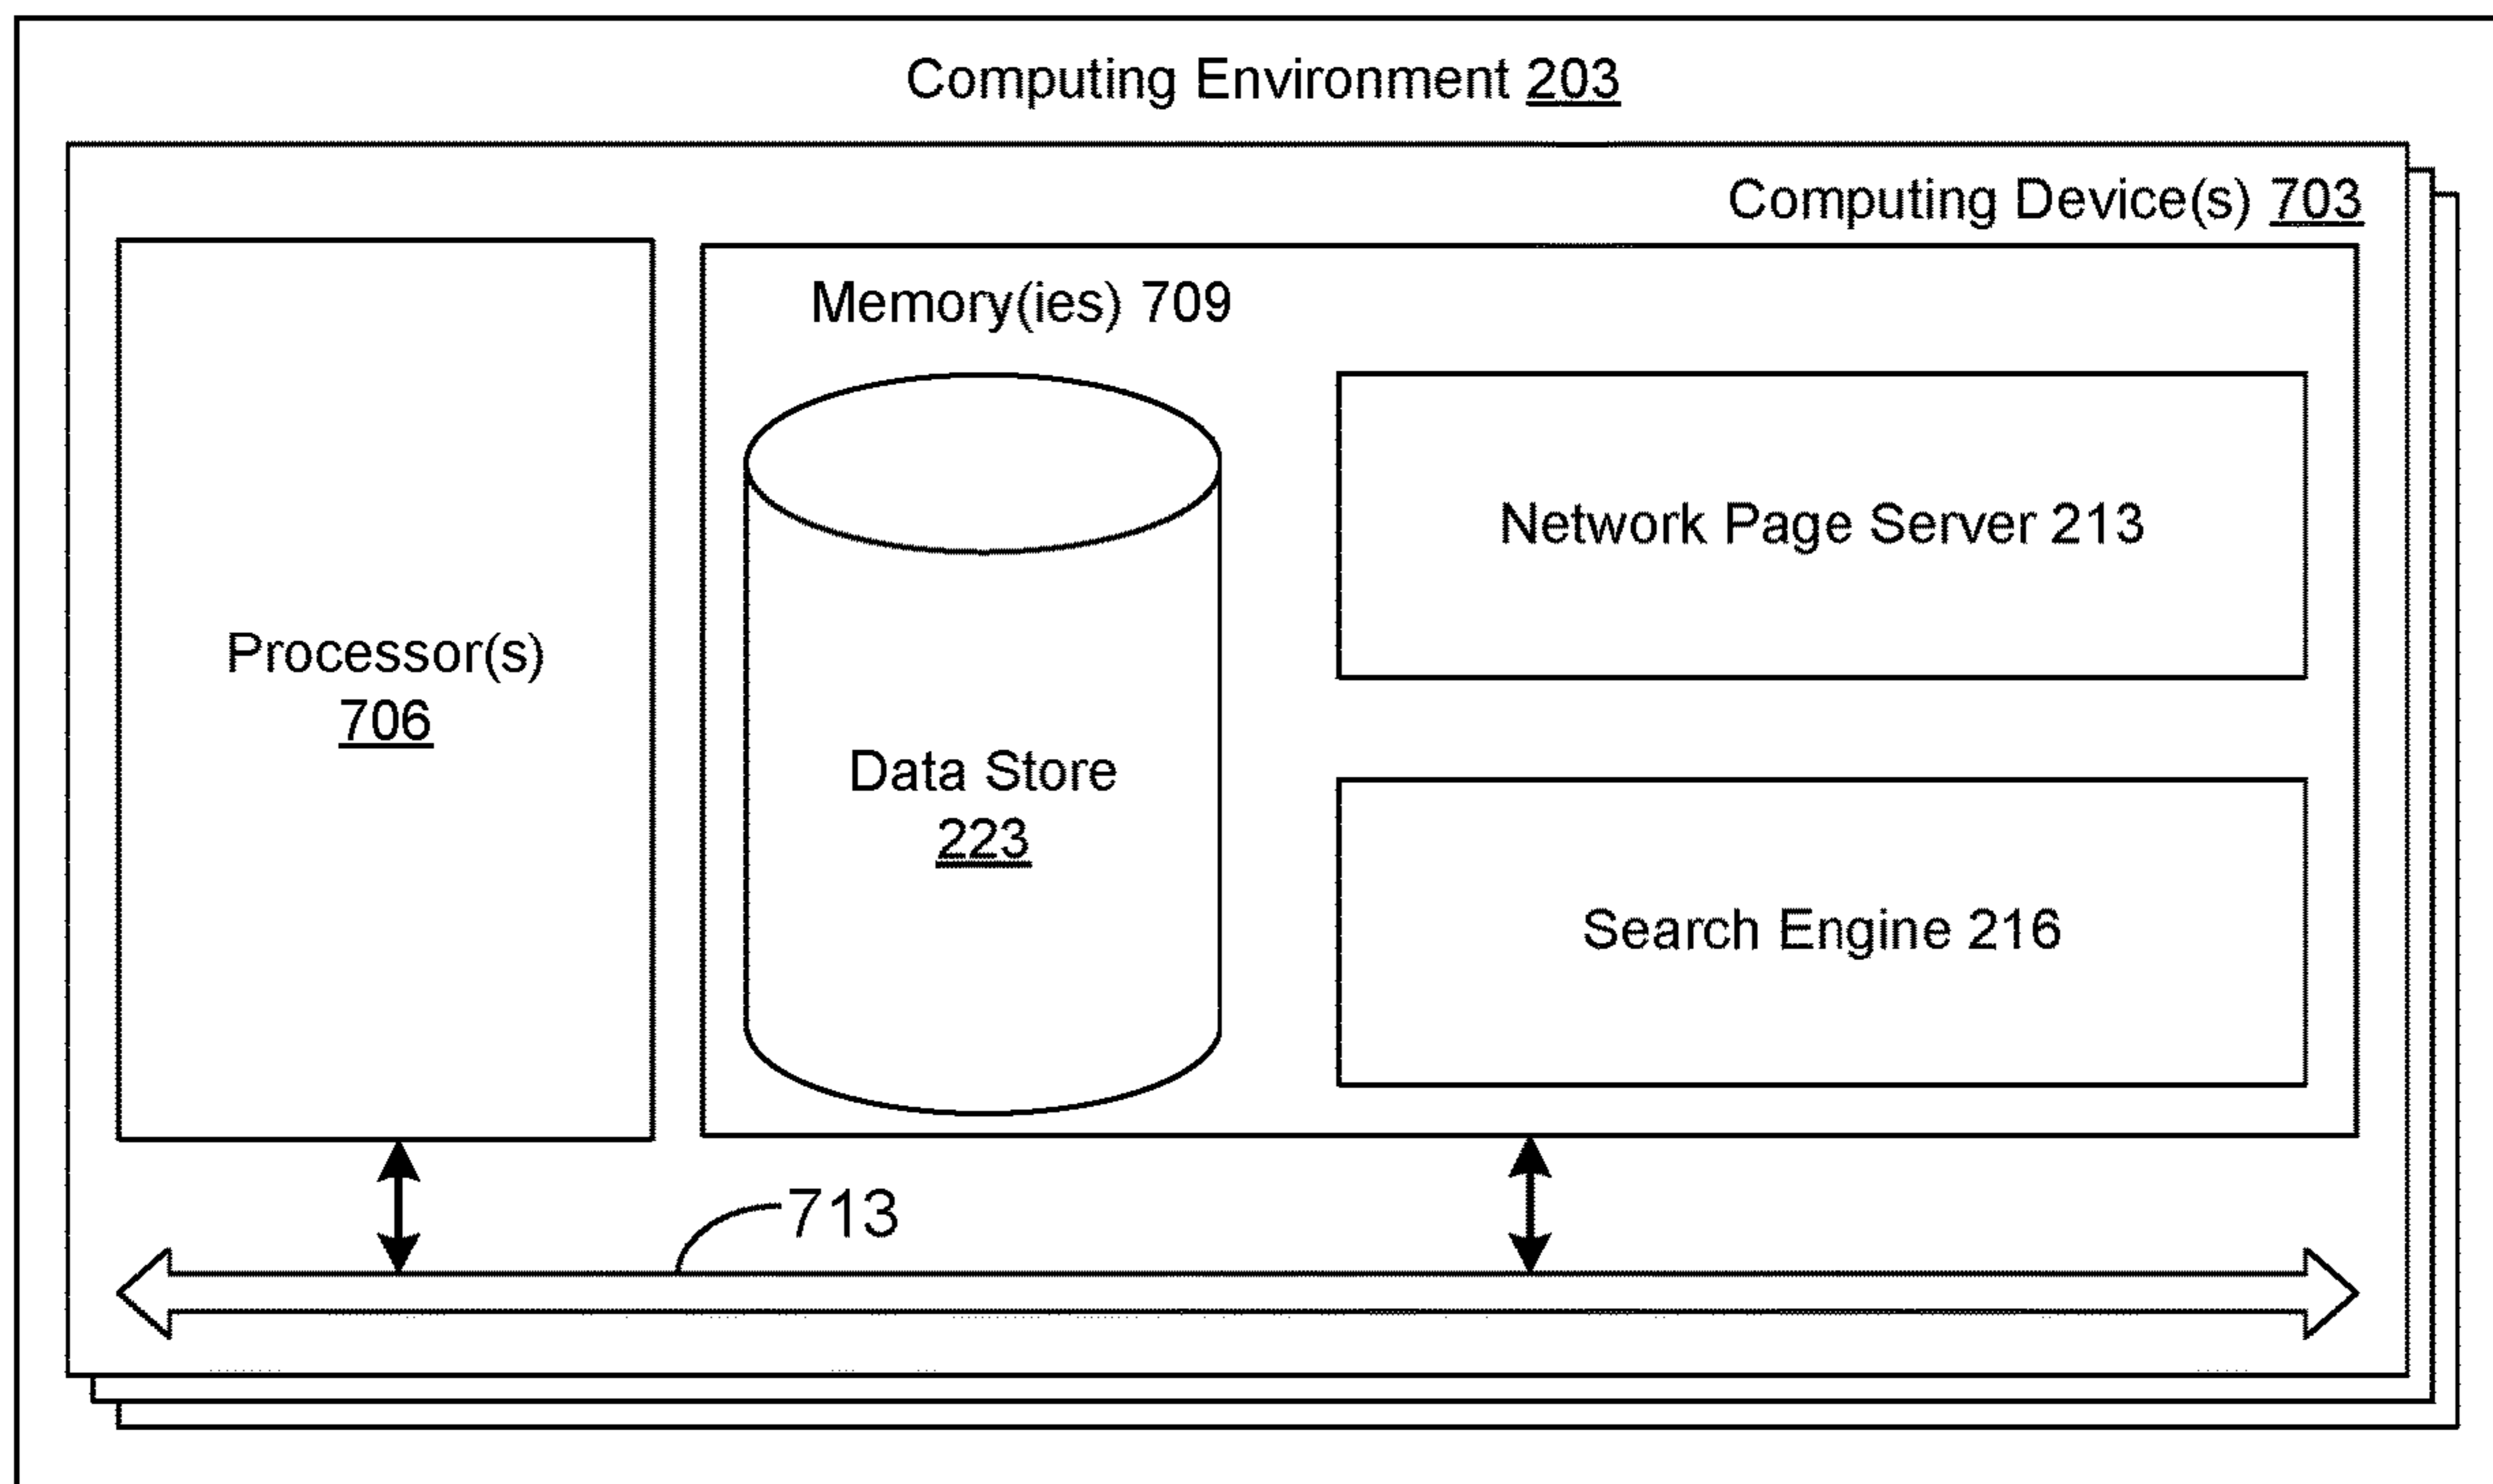 Computing Environment 203
Computing Device(s) 703
Memory(ies) 709
Network Page Server 213
Processor(s)
706
Data Store
223
Search Engine 216
713